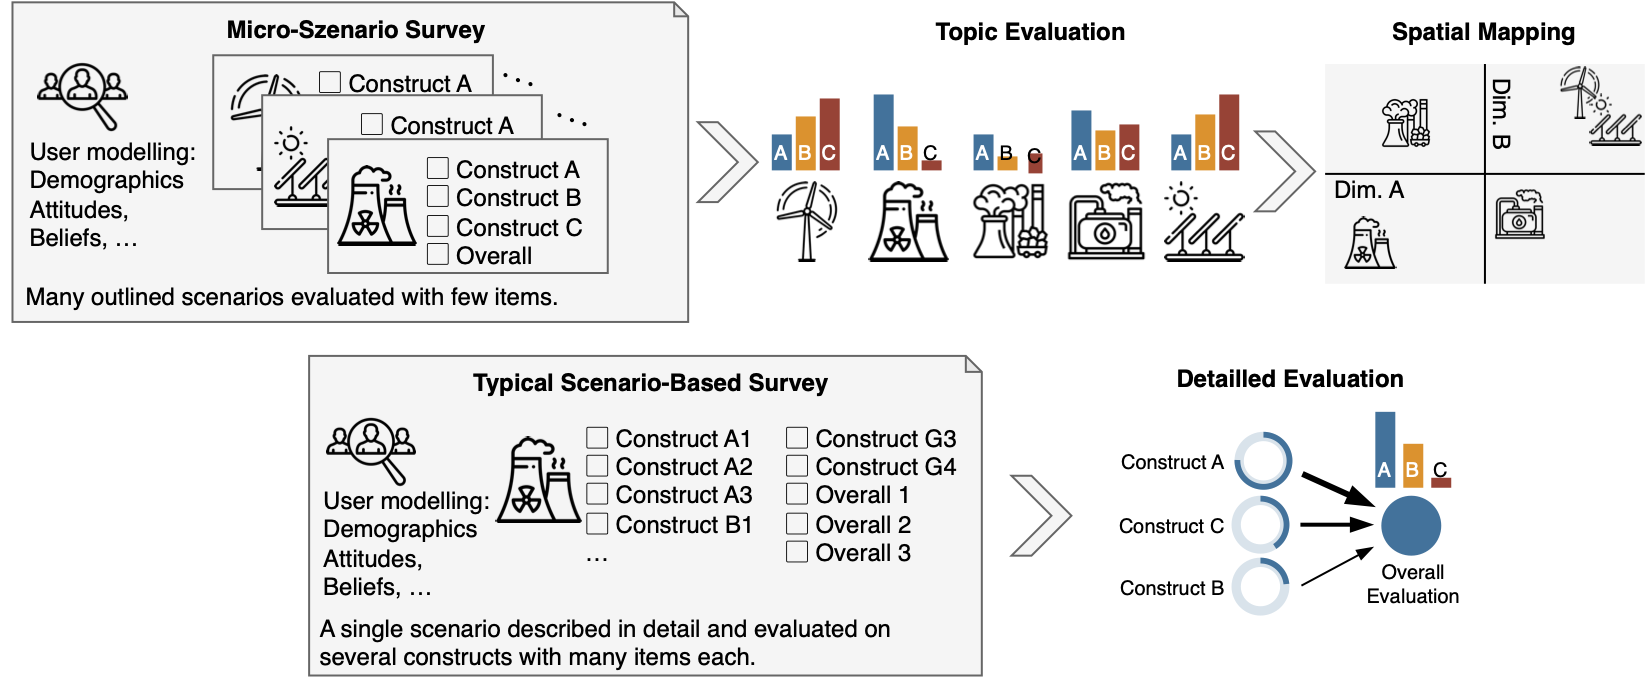 Micro-Szenario Survey
Construct A
Construct A
Construct A
Construct B
Construct C
Overall
User modelling:
Demographics
Attitudes,
Beliefs, …
Many outlined scenarios evaluated with few items.
Topic Evaluation
A B C
A B C
A B C
A B C
A B C
Spatial Mapping
Dim. B
Dim. A
Typical Scenario-Based Survey
User modelling:
Demographics
Attitudes,
Beliefs, …
Construct A1
Construct A2
Construct A3
Construct B1
…
Construct G3
Construct G4
Overall 1
Overall 2
Overall 3
A single scenario described in detail and evaluated on
several constructs with many items each.
Detailled Evaluation
Construct A
Construct C
Construct B
A B C
Overall
Evaluation